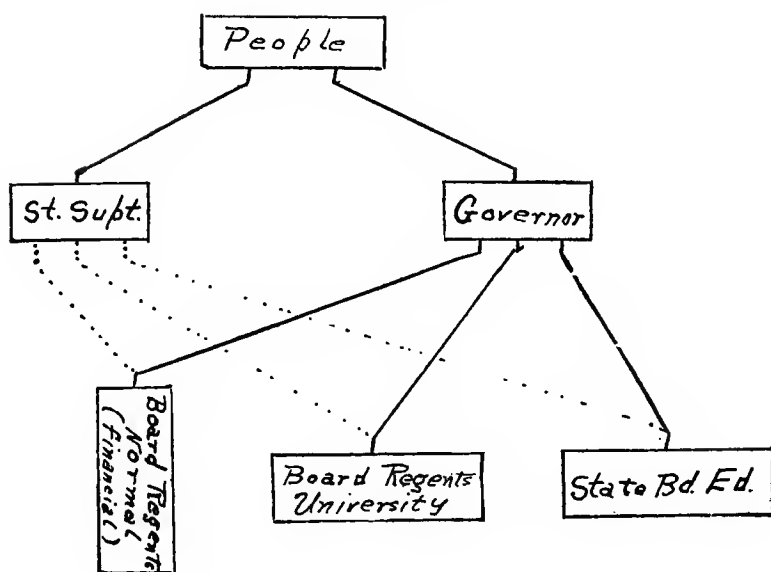 People
St. Supt.
Governor
Board Regents
Normal
(financial)
Board Regents
University
State Bd. Ed.